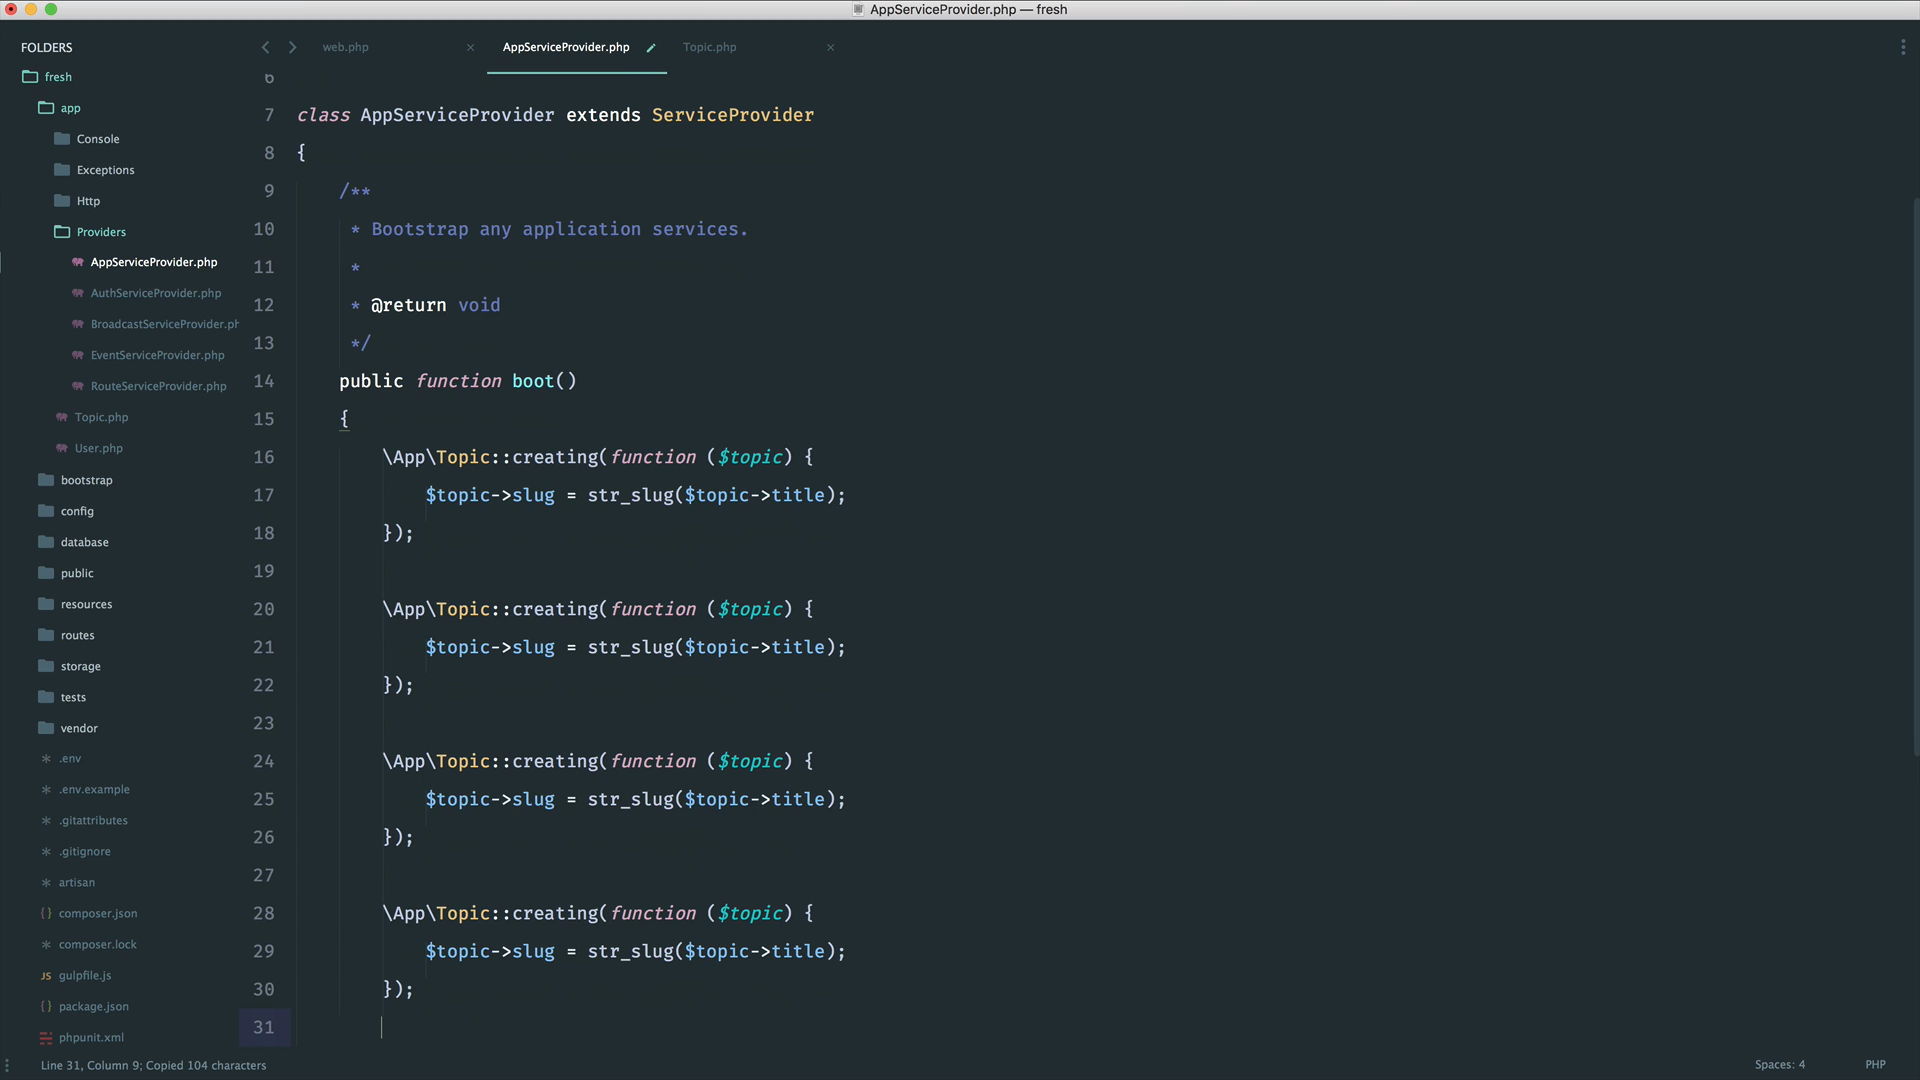 AppServiceProvider.php — fresh
FOLDERS
fresh
app
Console
Exceptions
Http
Providers
AppServiceProvider.php
AuthServiceProvider.php
BroadcastServiceProvider.ph
EventServiceProvider.php
RouteServiceProvider.php
Topic.php
User.php
bootstrap
config
database
public
resources
routes
storage
tests
vendor
* .env
* .env.example
* .gitattributes
* .gitignore
* artisan
{ } composer.json
* composer.lock
JS gulpfile.js
{ } package.json
phpunit.xml
web.php × AppServiceProvider.php Topic.php ×
6
7 class AppServiceProvider extends ServiceProvider
8 {
9     /**
10      * Bootstrap any application services.
11      *
12      * @return void
13      */
14     public function boot()
15     {
16         \App\Topic::creating(function ($topic) {
17             $topic->slug = str_slug($topic->title);
18         });
19
20         \App\Topic::creating(function ($topic) {
21             $topic->slug = str_slug($topic->title);
22         });
23
24         \App\Topic::creating(function ($topic) {
25             $topic->slug = str_slug($topic->title);
26         });
27
28         \App\Topic::creating(function ($topic) {
29             $topic->slug = str_slug($topic->title);
30         });
31
Line 31, Column 9; Copied 104 characters
Spaces: 4 PHP